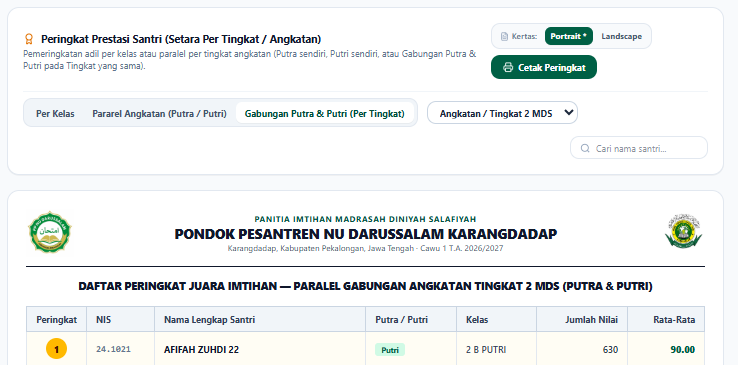 Peringkat Prestasi Santri (Setara Per Tingkat / Angkatan)
Pemeringkatan adil per kelas atau paralel per tingkat angkatan (Putra sendiri, Putri sendiri, atau Gabungan Putra &
Putri pada Tingkat yang sama).
Kertas: Portrait * Landscape
Cetak Peringkat
Per Kelas Pararel Angkatan (Putra / Putri) Gabungan Putra & Putri (Per Tingkat) Angkatan / Tingkat 2 MDS
Cari nama santri...
PANITIA IMTIHAN MADRASAH DINIYAH SALAFIYAH
PONDOK PESANTREN NU DARUSSALAM KARANGDADAP
Karangdadap, Kabupaten Pekalongan, Jawa Tengah · Cawu 1 T.A. 2026/2027
DAFTAR PERINGKAT JUARA IMTIHAN — PARALEL GABUNGAN ANGKATAN TINGKAT 2 MDS (PUTRA & PUTRI)
Peringkat NIS Nama Lengkap Santri Putra / Putri Kelas Jumlah Nilai Rata-Rata
1 24.1021 AFIFAH ZUHDI 22 Putri 2 B PUTRI 630 90.00